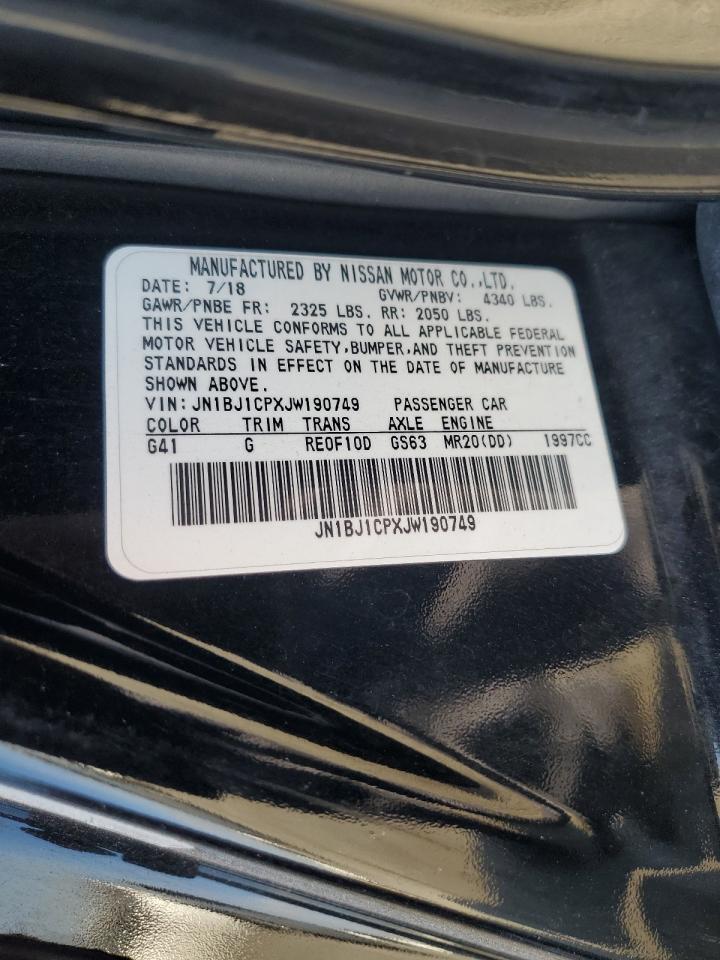 MANUFACTURED BY NISSAN MOTOR CO.,LTD.
DATE: 7/18 GVWR/PNBV: 4340 LBS.
GAWR/PNBE FR: 2325 LBS. RR: 2050 LBS.
THIS VEHICLE CONFORMS TO ALL APPLICABLE FEDERAL
MOTOR VEHICLE SAFETY,BUMPER,AND THEFT PREVENTION
STANDARDS IN EFFECT ON THE DATE OF MANUFACTURE
SHOWN ABOVE.
VIN: JN1BJ1CPXJW190749 PASSENGER CAR
COLOR TRIM TRANS AXLE ENGINE
G41 G RE0F10D GS63 MR20(DD) 1997CC
JN1BJ1CPXJW190749